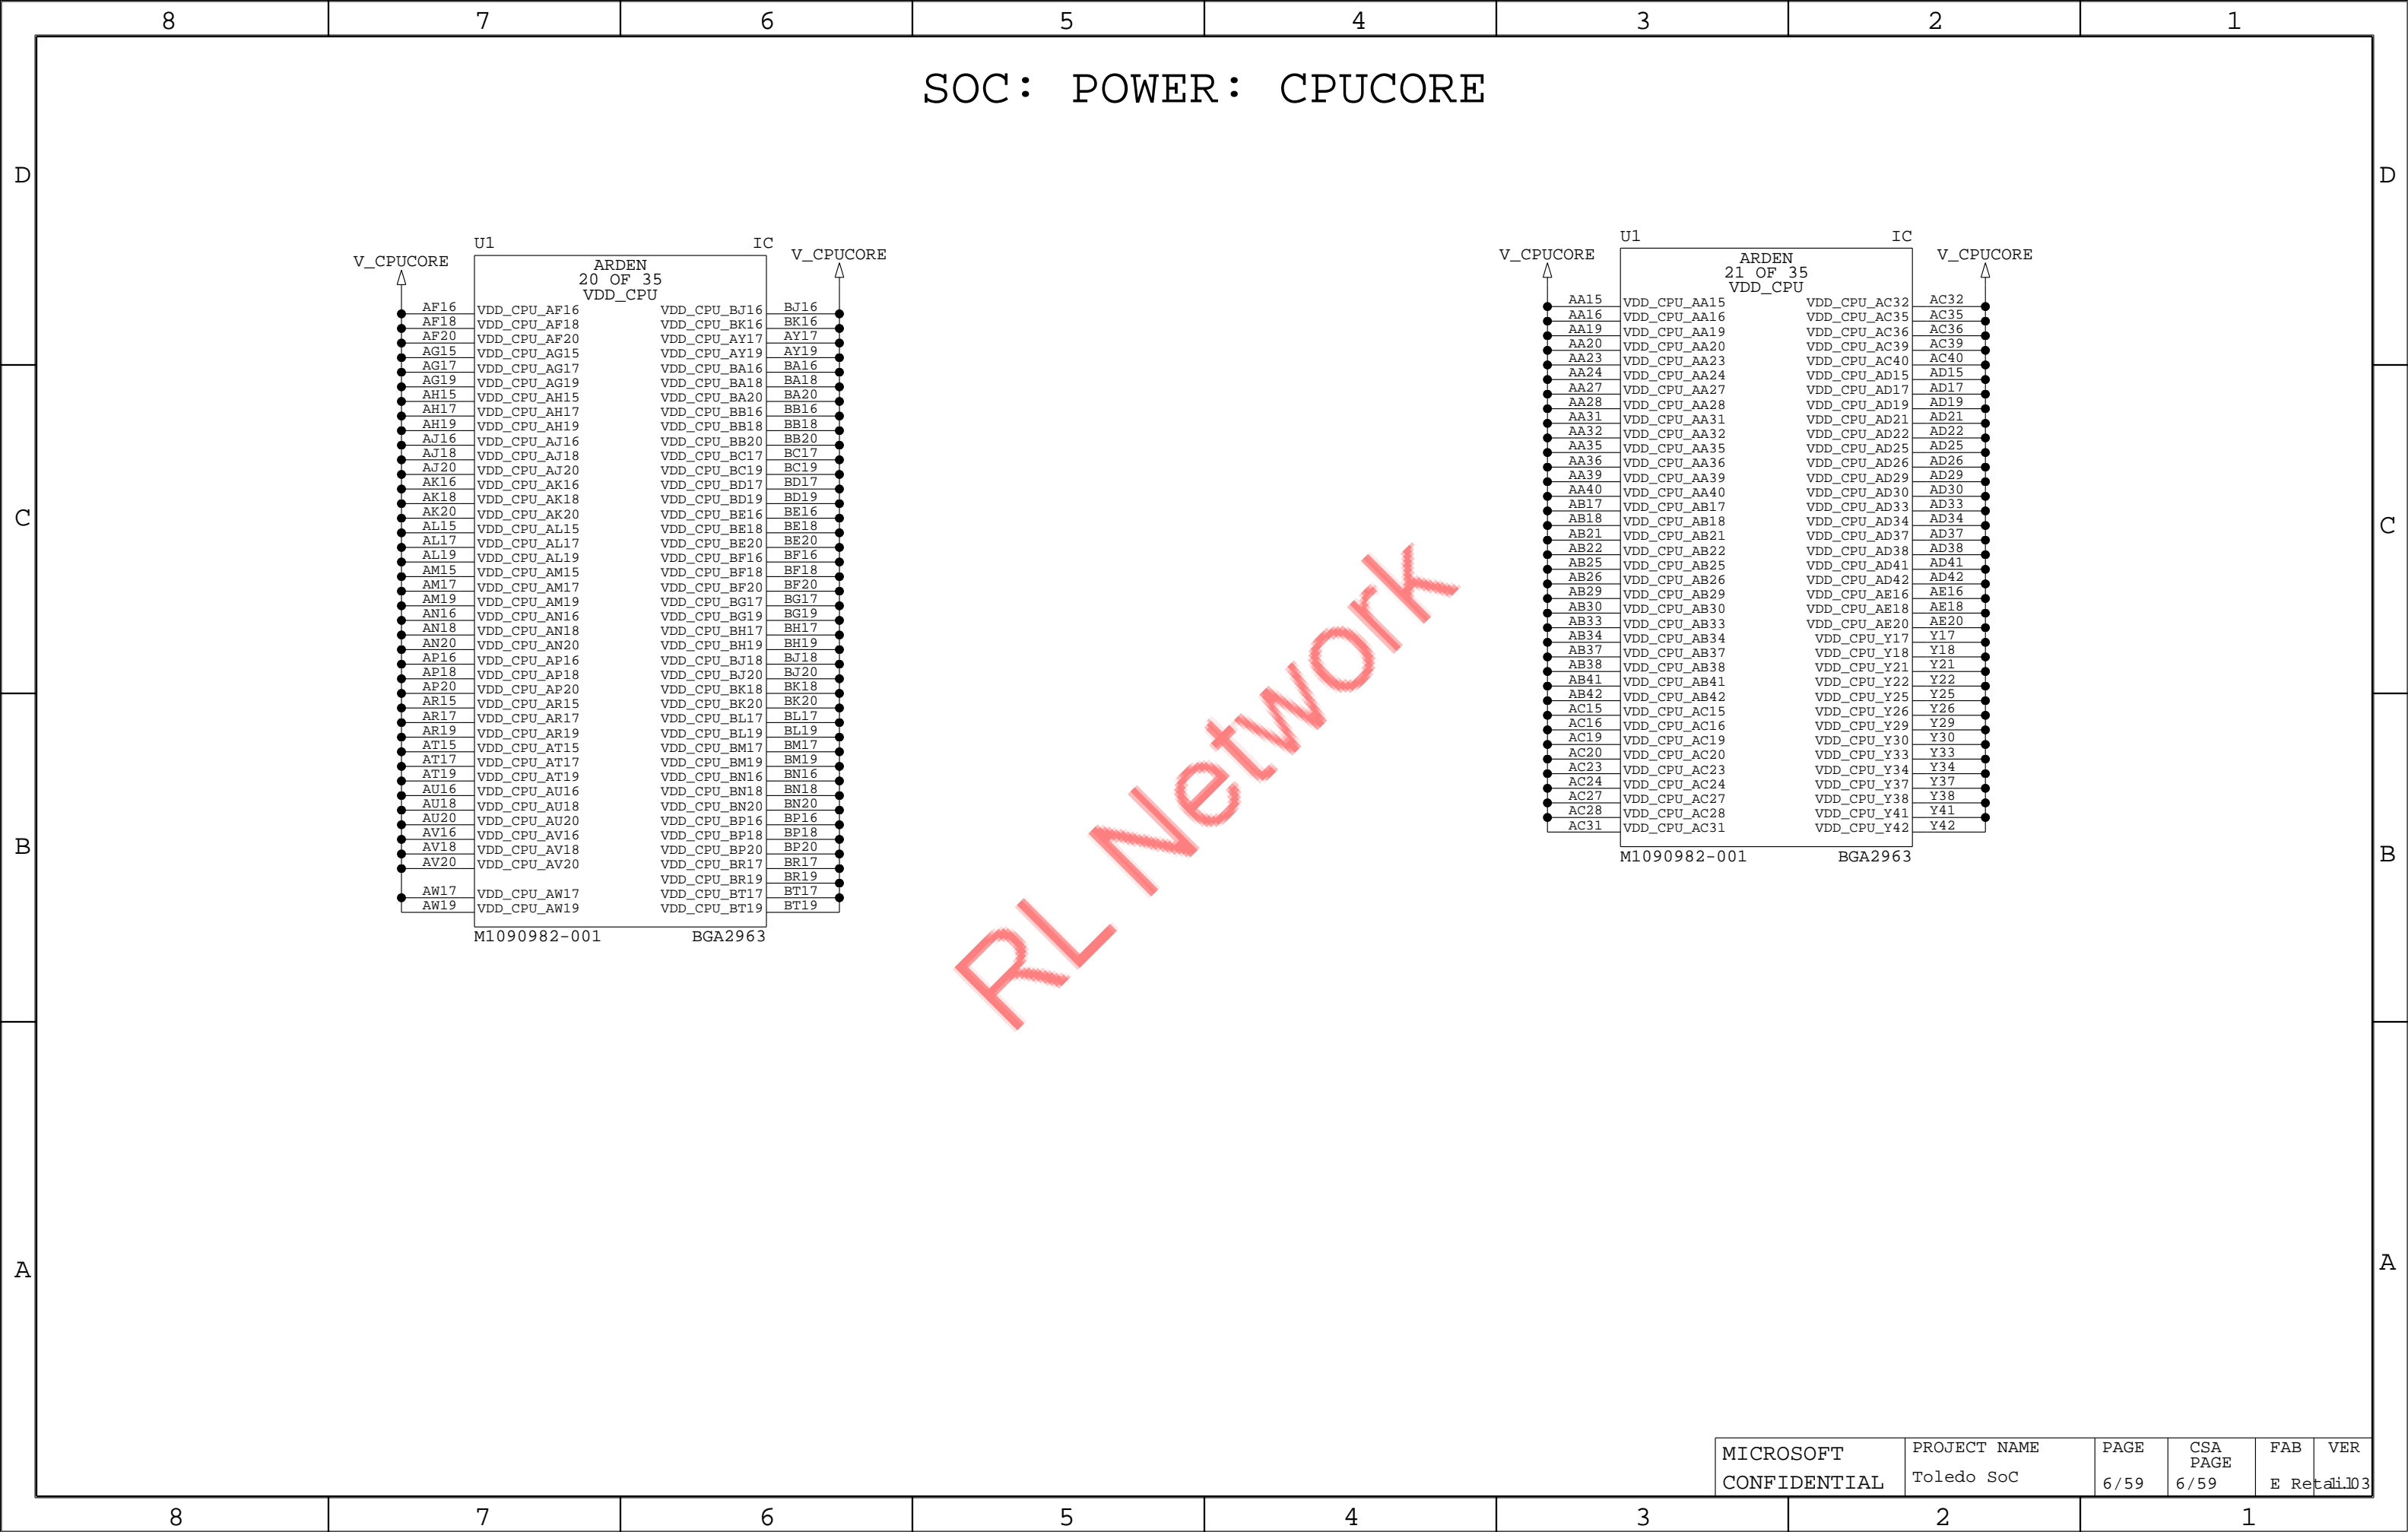 8 7 6 5 4 3 2 1
SOC: POWER: CPUCORE
D D
C C
B B
A A
U1 IC
V_CPUCORE V_CPUCORE
ARDEN
20 OF 35
VDD_CPU
AF16 VDD_CPU_AF16 VDD_CPU_BJ16 BJ16
AF18 VDD_CPU_AF18 VDD_CPU_BK16 BK16
AF20 VDD_CPU_AF20 VDD_CPU_AY17 AY17
AG15 VDD_CPU_AG15 VDD_CPU_AY19 AY19
AG17 VDD_CPU_AG17 VDD_CPU_BA16 BA16
AG19 VDD_CPU_AG19 VDD_CPU_BA18 BA18
AH15 VDD_CPU_AH15 VDD_CPU_BA20 BA20
AH17 VDD_CPU_AH17 VDD_CPU_BB16 BB16
AH19 VDD_CPU_AH19 VDD_CPU_BB18 BB18
AJ16 VDD_CPU_AJ16 VDD_CPU_BB20 BB20
AJ18 VDD_CPU_AJ18 VDD_CPU_BC17 BC17
AJ20 VDD_CPU_AJ20 VDD_CPU_BC19 BC19
AK16 VDD_CPU_AK16 VDD_CPU_BD17 BD17
AK18 VDD_CPU_AK18 VDD_CPU_BD19 BD19
AK20 VDD_CPU_AK20 VDD_CPU_BE16 BE16
AL15 VDD_CPU_AL15 VDD_CPU_BE18 BE18
AL17 VDD_CPU_AL17 VDD_CPU_BE20 BE20
AL19 VDD_CPU_AL19 VDD_CPU_BF16 BF16
AM15 VDD_CPU_AM15 VDD_CPU_BF18 BF18
AM17 VDD_CPU_AM17 VDD_CPU_BF20 BF20
AM19 VDD_CPU_AM19 VDD_CPU_BG17 BG17
AN16 VDD_CPU_AN16 VDD_CPU_BG19 BG19
AN18 VDD_CPU_AN18 VDD_CPU_BH17 BH17
AN20 VDD_CPU_AN20 VDD_CPU_BH19 BH19
AP16 VDD_CPU_AP16 VDD_CPU_BJ18 BJ18
AP18 VDD_CPU_AP18 VDD_CPU_BJ20 BJ20
AP20 VDD_CPU_AP20 VDD_CPU_BK18 BK18
AR15 VDD_CPU_AR15 VDD_CPU_BK20 BK20
AR17 VDD_CPU_AR17 VDD_CPU_BL17 BL17
AR19 VDD_CPU_AR19 VDD_CPU_BL19 BL19
AT15 VDD_CPU_AT15 VDD_CPU_BM17 BM17
AT17 VDD_CPU_AT17 VDD_CPU_BM19 BM19
AT19 VDD_CPU_AT19 VDD_CPU_BN16 BN16
AU16 VDD_CPU_AU16 VDD_CPU_BN18 BN18
AU18 VDD_CPU_AU18 VDD_CPU_BN20 BN20
AU20 VDD_CPU_AU20 VDD_CPU_BP16 BP16
AV16 VDD_CPU_AV16 VDD_CPU_BP18 BP18
AV18 VDD_CPU_AV18 VDD_CPU_BP20 BP20
AV20 VDD_CPU_AV20 VDD_CPU_BR17 BR17
VDD_CPU_BR19 BR19
AW17 VDD_CPU_AW17 VDD_CPU_BT17 BT17
AW19 VDD_CPU_AW19 VDD_CPU_BT19 BT19
M1090982-001 BGA2963
U1 IC
V_CPUCORE V_CPUCORE
ARDEN
21 OF 35
VDD_CPU
AA15 VDD_CPU_AA15 VDD_CPU_AC32 AC32
AA16 VDD_CPU_AA16 VDD_CPU_AC35 AC35
AA19 VDD_CPU_AA19 VDD_CPU_AC36 AC36
AA20 VDD_CPU_AA20 VDD_CPU_AC39 AC39
AA23 VDD_CPU_AA23 VDD_CPU_AC40 AC40
AA24 VDD_CPU_AA24 VDD_CPU_AD15 AD15
AA27 VDD_CPU_AA27 VDD_CPU_AD17 AD17
AA28 VDD_CPU_AA28 VDD_CPU_AD19 AD19
AA31 VDD_CPU_AA31 VDD_CPU_AD21 AD21
AA32 VDD_CPU_AA32 VDD_CPU_AD22 AD22
AA35 VDD_CPU_AA35 VDD_CPU_AD25 AD25
AA36 VDD_CPU_AA36 VDD_CPU_AD26 AD26
AA39 VDD_CPU_AA39 VDD_CPU_AD29 AD29
AA40 VDD_CPU_AA40 VDD_CPU_AD30 AD30
AB17 VDD_CPU_AB17 VDD_CPU_AD33 AD33
AB18 VDD_CPU_AB18 VDD_CPU_AD34 AD34
AB21 VDD_CPU_AB21 VDD_CPU_AD37 AD37
AB22 VDD_CPU_AB22 VDD_CPU_AD38 AD38
AB25 VDD_CPU_AB25 VDD_CPU_AD41 AD41
AB26 VDD_CPU_AB26 VDD_CPU_AD42 AD42
AB29 VDD_CPU_AB29 VDD_CPU_AE16 AE16
AB30 VDD_CPU_AB30 VDD_CPU_AE18 AE18
AB33 VDD_CPU_AB33 VDD_CPU_AE20 AE20
AB34 VDD_CPU_AB34 VDD_CPU_Y17 Y17
AB37 VDD_CPU_AB37 VDD_CPU_Y18 Y18
AB38 VDD_CPU_AB38 VDD_CPU_Y21 Y21
AB41 VDD_CPU_AB41 VDD_CPU_Y22 Y22
AB42 VDD_CPU_AB42 VDD_CPU_Y25 Y25
AC15 VDD_CPU_AC15 VDD_CPU_Y26 Y26
AC16 VDD_CPU_AC16 VDD_CPU_Y29 Y29
AC19 VDD_CPU_AC19 VDD_CPU_Y30 Y30
AC20 VDD_CPU_AC20 VDD_CPU_Y33 Y33
AC23 VDD_CPU_AC23 VDD_CPU_Y34 Y34
AC24 VDD_CPU_AC24 VDD_CPU_Y37 Y37
AC27 VDD_CPU_AC27 VDD_CPU_Y38 Y38
AC28 VDD_CPU_AC28 VDD_CPU_Y41 Y41
AC31 VDD_CPU_AC31 VDD_CPU_Y42 Y42
M1090982-001 BGA2963
RL Network
MICROSOFT CONFIDENTIAL
PROJECT NAME
Toledo SoC
PAGE
6/59
CSA PAGE
6/59
FAB
E Retail
VER
1.03
8 7 6 5 4 3 2 1